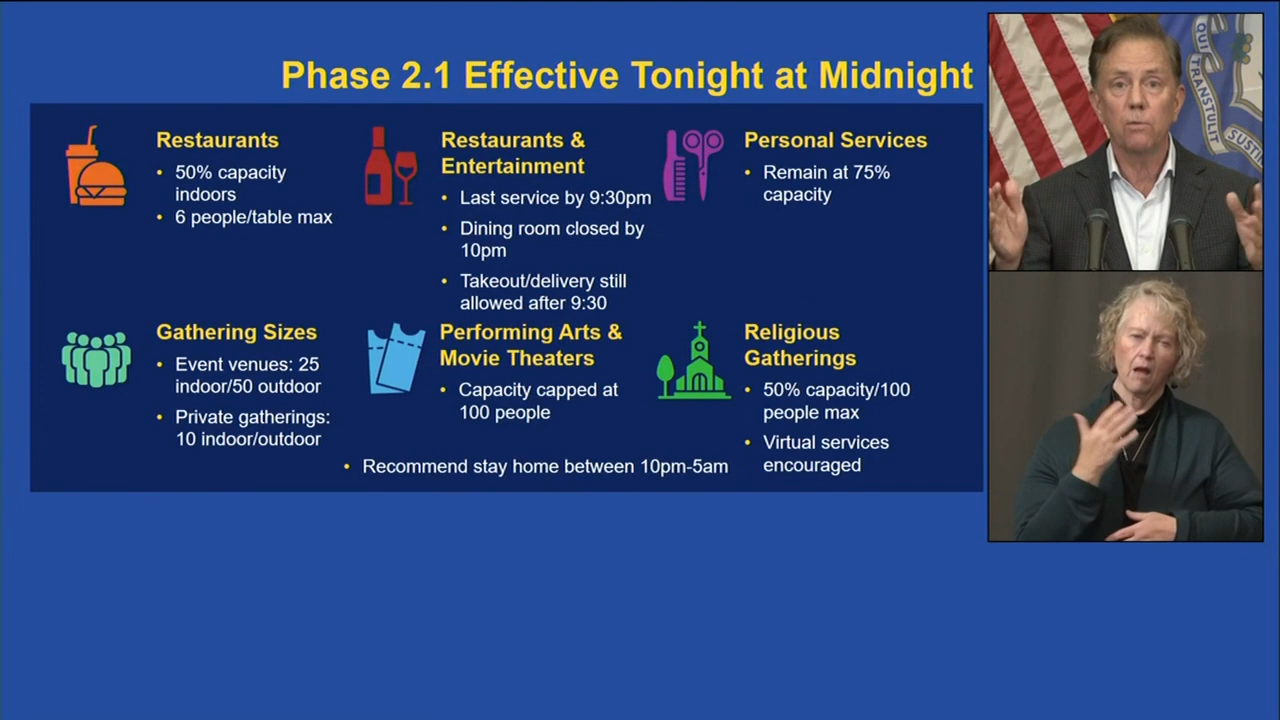 Phase 2.1 Effective Tonight at Midnight
Restaurants
• 50% capacity
indoors
• 6 people/table max
Restaurants &
Entertainment
• Last service by 9:30pm
• Dining room closed by
10pm
• Takeout/delivery still
allowed after 9:30
Personal Services
• Remain at 75%
capacity
Gathering Sizes
• Event venues: 25
indoor/50 outdoor
• Private gatherings:
10 indoor/outdoor
Performing Arts &
Movie Theaters
• Capacity capped at
100 people
Religious
Gatherings
• 50% capacity/100
people max
• Virtual services
encouraged
• Recommend stay home between 10pm-5am
QUI
TRANSTULIT